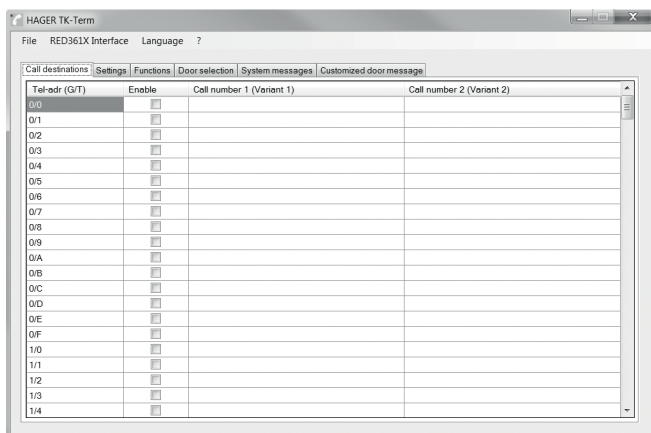 HAGER TK-Term
File RED361X Interface Language ?
Call destinations Settings Functions Door selection System messages Customized door message
Tel-adr (G/T) Enable Call number 1 (Variant 1) Call number 2 (Variant 2)
0/0
0/1
0/2
0/3
0/4
0/5
0/6
0/7
0/8
0/9
0/A
0/B
0/C
0/D
0/E
0/F
1/0
1/1
1/2
1/3
1/4